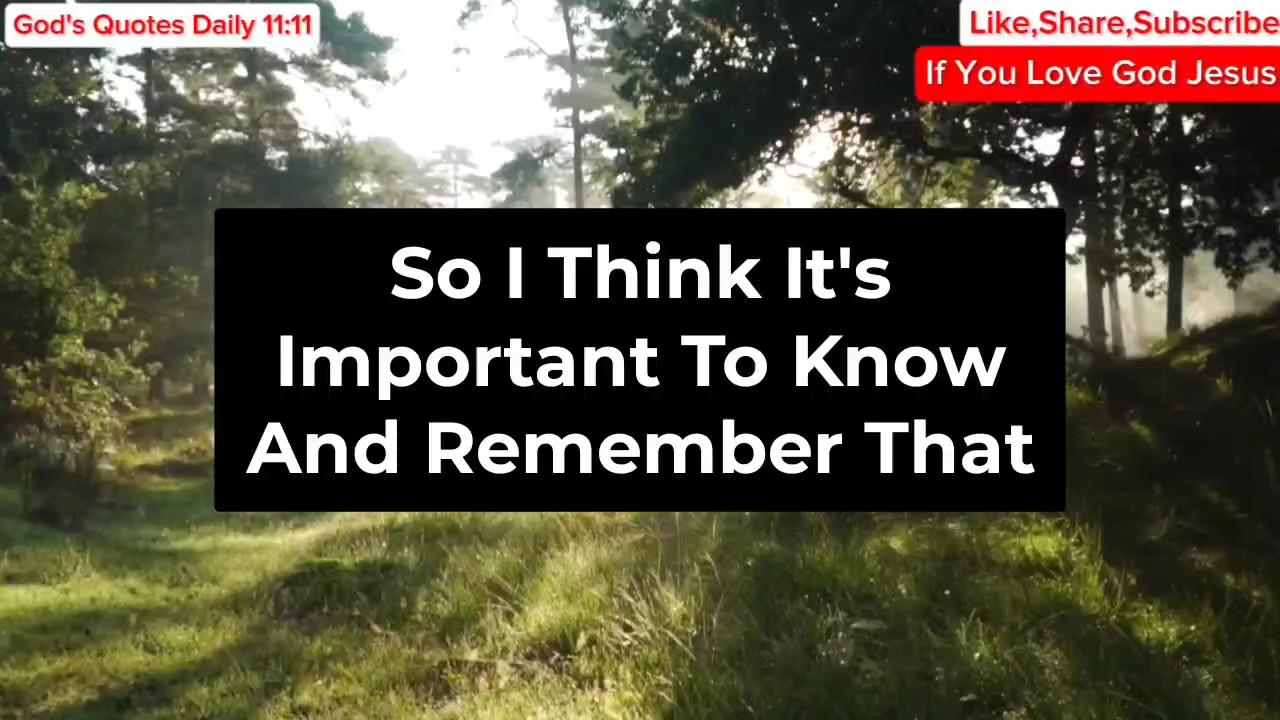 God's Quotes Daily 11:11
Like,Share,Subscribe
If You Love God Jesus
So I Think It's
Important To Know
And Remember That